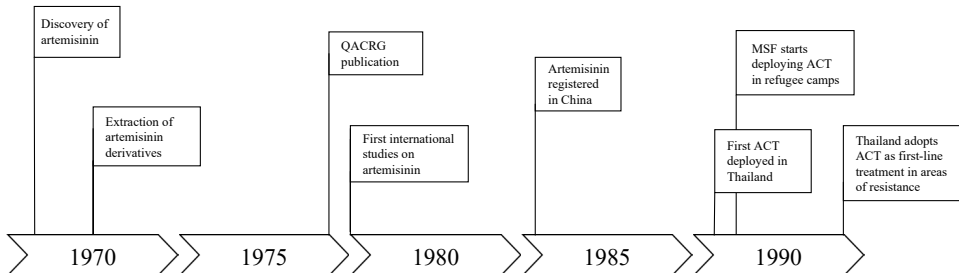 Discovery of
artemisinin
Extraction of
artemisinin
derivatives
QACRG
publication
First international
studies on
artemisinin
Artemisinin
registered
in China
First ACT
deployed in
Thailand
MSF starts
deploying ACT
in refugee camps
Thailand adopts
ACT as first-line
treatment in areas
of resistance
1970
1975
1980
1985
1990